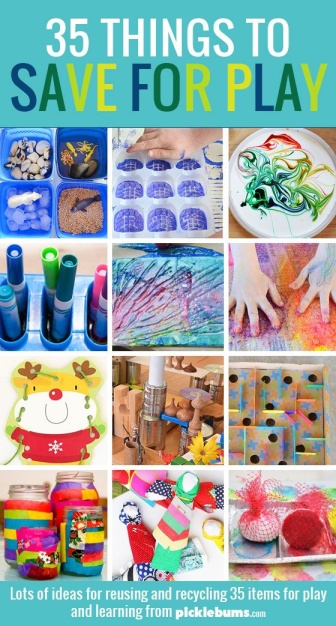 35 THINGS TO
SAVE FOR PLAY
Lots of ideas for reusing and recycling 35 items for play
and learning from picklebums.com